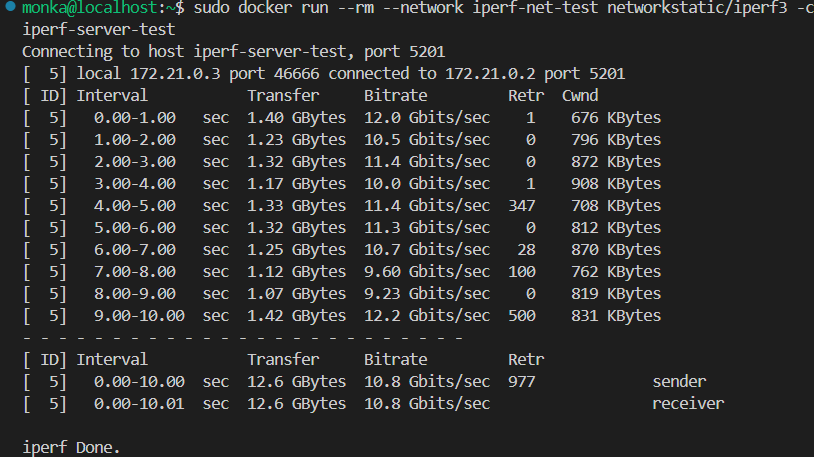 monka@localhost:~$ sudo docker run --rm --network iperf-net-test networkstatic/iperf3 -c
iperf-server-test
Connecting to host iperf-server-test, port 5201
[  5] local 172.21.0.3 port 46666 connected to 172.21.0.2 port 5201
[ ID] Interval           Transfer     Bitrate         Retr  Cwnd
[  5]   0.00-1.00   sec  1.40 GBytes  12.0 Gbits/sec    1    676 KBytes
[  5]   1.00-2.00   sec  1.23 GBytes  10.5 Gbits/sec    0    796 KBytes
[  5]   2.00-3.00   sec  1.32 GBytes  11.4 Gbits/sec    0    872 KBytes
[  5]   3.00-4.00   sec  1.17 GBytes  10.0 Gbits/sec    1    908 KBytes
[  5]   4.00-5.00   sec  1.33 GBytes  11.4 Gbits/sec  347    708 KBytes
[  5]   5.00-6.00   sec  1.32 GBytes  11.3 Gbits/sec    0    812 KBytes
[  5]   6.00-7.00   sec  1.25 GBytes  10.7 Gbits/sec   28    870 KBytes
[  5]   7.00-8.00   sec  1.12 GBytes  9.60 Gbits/sec  100    762 KBytes
[  5]   8.00-9.00   sec  1.07 GBytes  9.23 Gbits/sec    0    819 KBytes
[  5]   9.00-10.00  sec  1.42 GBytes  12.2 Gbits/sec  500    831 KBytes
- - - - - - - - - - - - - - - - - - - - - - - - -
[ ID] Interval           Transfer     Bitrate         Retr
[  5]   0.00-10.00  sec  12.6 GBytes  10.8 Gbits/sec  977             sender
[  5]   0.00-10.01  sec  12.6 GBytes  10.8 Gbits/sec                  receiver
iperf Done.